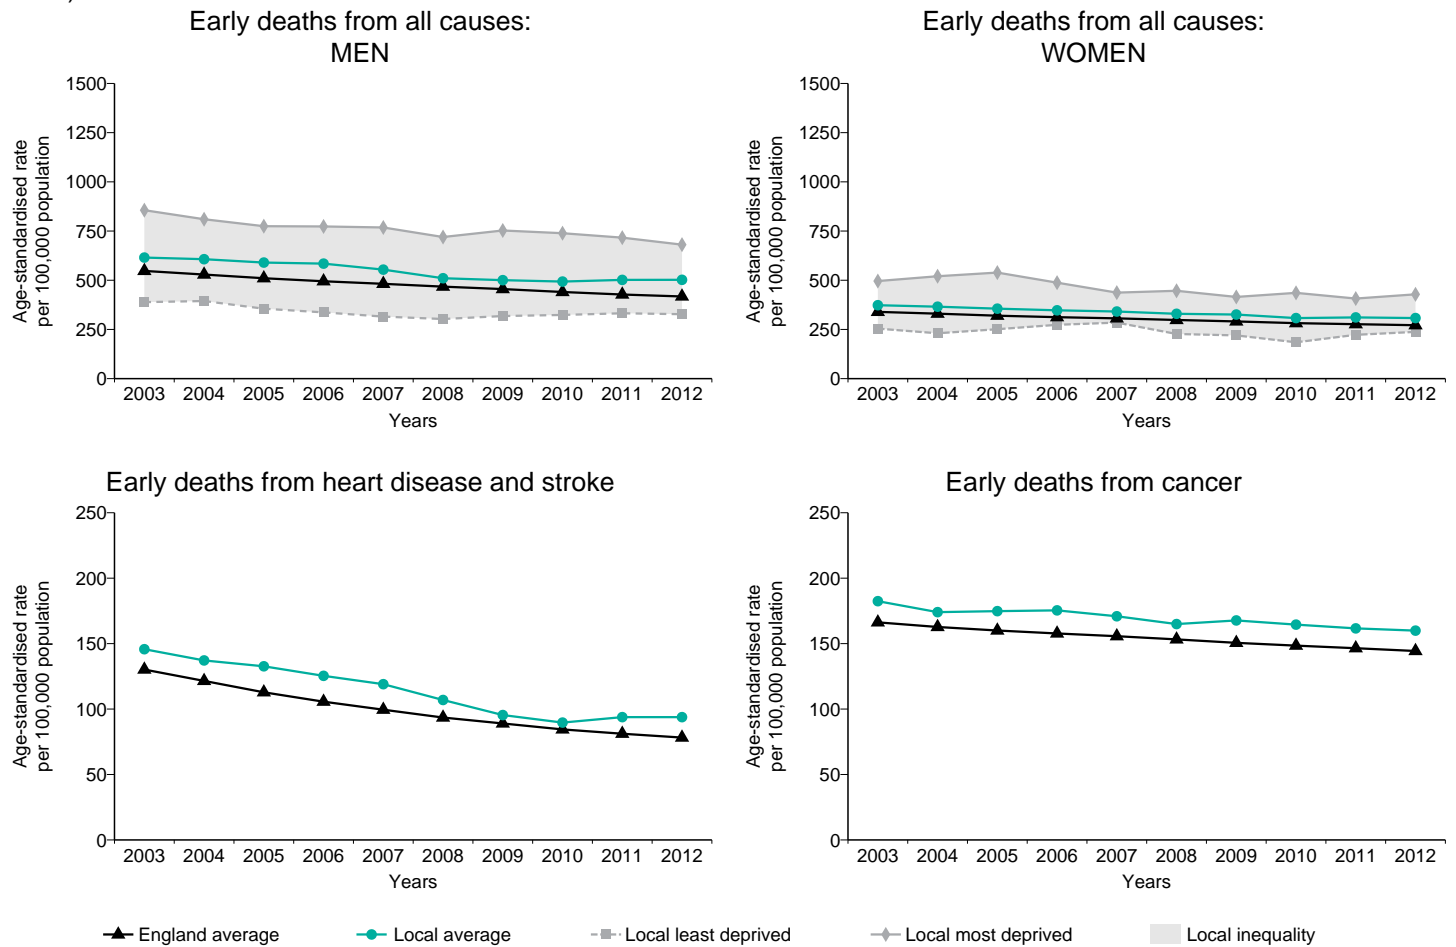 Early deaths from all causes:
MEN
Age-standardised rate
per 100,000 population
1500
1250
1000
750
500
250
0
2003 2004 2005 2006 2007 2008 2009 2010 2011 2012
Years
Early deaths from all causes:
WOMEN
Age-standardised rate
per 100,000 population
1500
1250
1000
750
500
250
0
2003 2004 2005 2006 2007 2008 2009 2010 2011 2012
Years
Early deaths from heart disease and stroke
Age-standardised rate
per 100,000 population
250
200
150
100
50
0
2003 2004 2005 2006 2007 2008 2009 2010 2011 2012
Years
Early deaths from cancer
Age-standardised rate
per 100,000 population
250
200
150
100
50
0
2003 2004 2005 2006 2007 2008 2009 2010 2011 2012
Years
England average Local average Local least deprived Local most deprived Local inequality